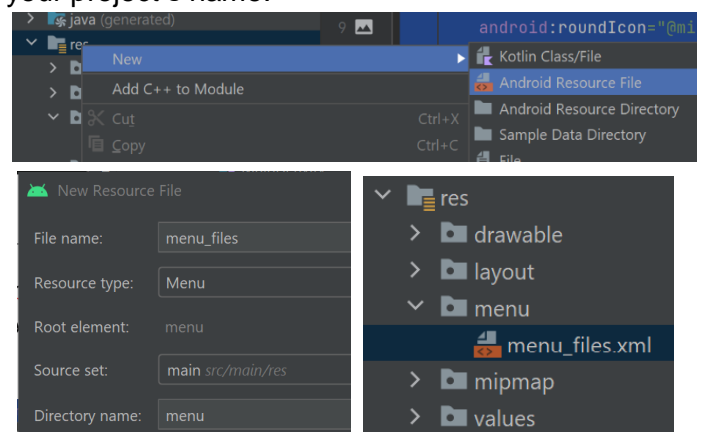 your project's name.
java (generated)
9
android:roundIcon="@mi
res
New
Kotlin Class/File
Android Resource File
Add C++ to Module
Android Resource Directory
Cut
Ctrl+X
Sample Data Directory
Copy
Ctrl+C
File
New Resource File
File name:
menu_files
Resource type:
Menu
Root element:
menu
Source set:
main src/main/res
Directory name:
menu
res
drawable
layout
menu
menu_files.xml
mipmap
values